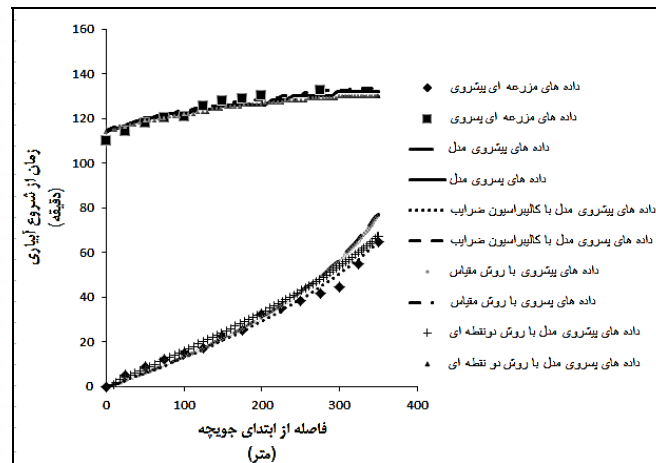 160
140
120
100
80
60
40
20
0
0
100
200
300
400
زمان از شروع آبیاری
(دقیقه)
فاصله از ابتدای جویچه
(متر)
داده های مزرعه ای پیشروی
داده های مزرعه ای پسروی
داده های پیشروی مدل
داده های پسروی مدل
داده های پیشروی مدل با کالیبراسیون ضرایب
داده های پسروی مدل با کالیبراسیون ضرایب
داده های پیشروی با روش مقیاس
داده های پسروی با روش مقیاس
داده های پیشروی مدل با روش دونقطه ای
داده های پسروی مدل با روش دو نقطه ای